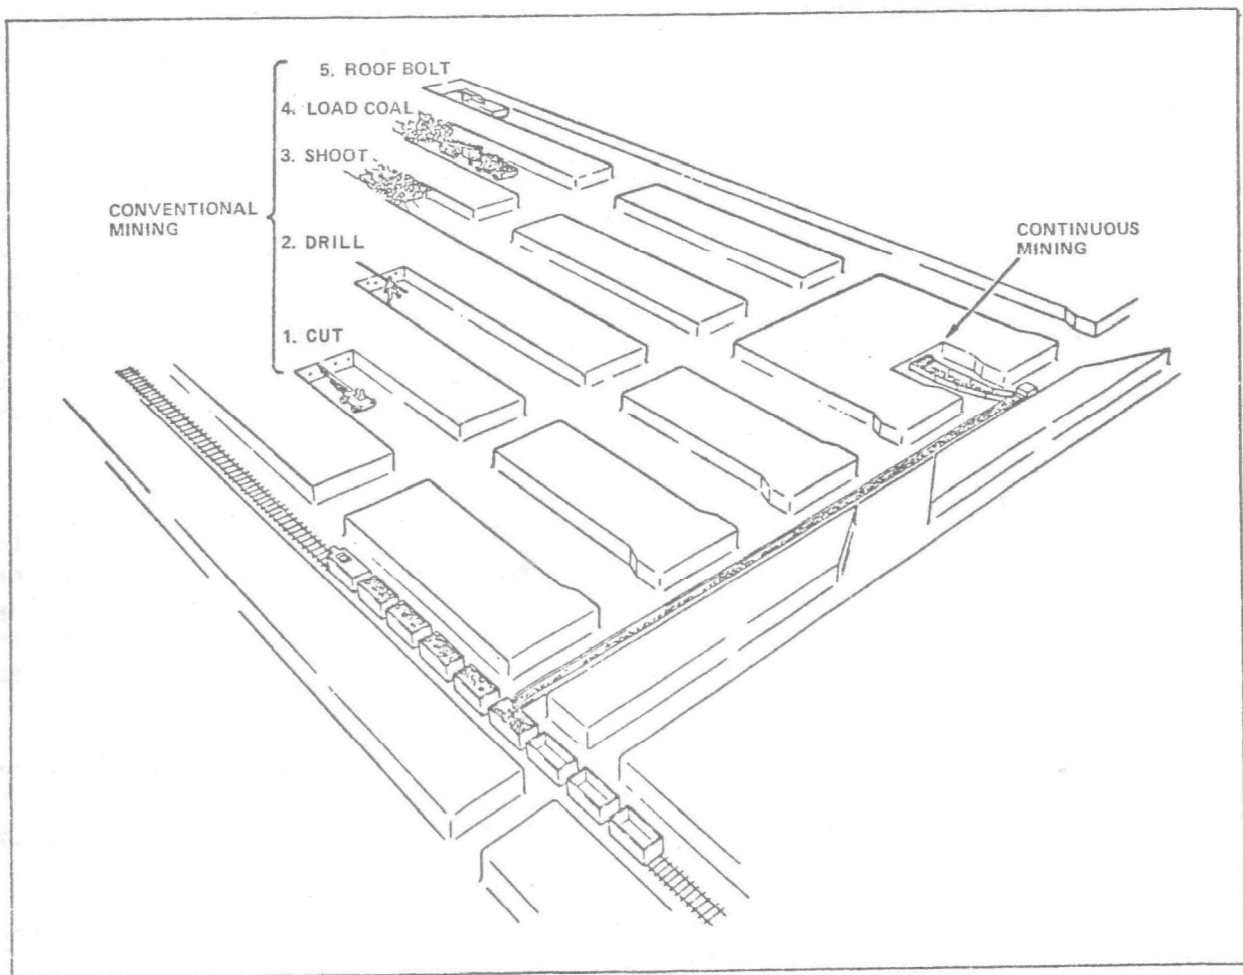 5. ROOF BOLT
4. LOAD COAL
3. SHOOT
CONVENTIONAL
MINING
2. DRILL
1. CUT
CONTINUOUS
MINING